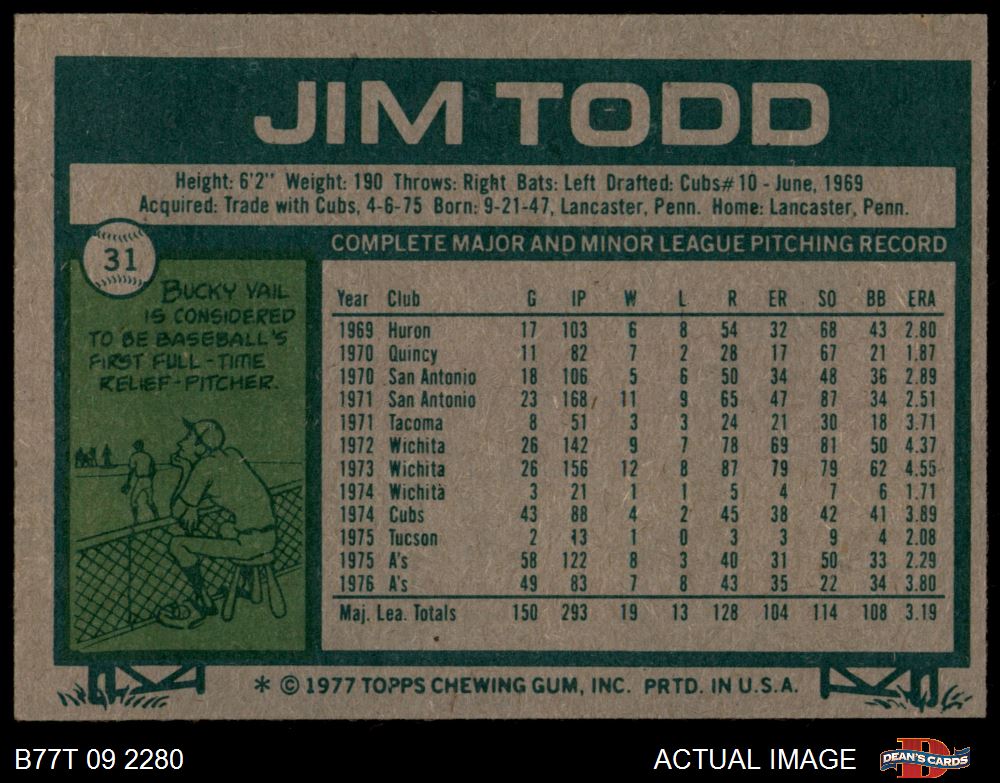 JIM TODD
Height: 6'2" Weight: 190 Throws: Right Bats: Left Drafted: Cubs #10 - June, 1969
Acquired: Trade with Cubs, 4-6-75 Born: 9-21-47, Lancaster, Penn. Home: Lancaster, Penn.
31
BUCKY VAIL
IS CONSIDERED
TO BE BASEBALL'S
FIRST FULL-TIME
RELIEF-PITCHER.
COMPLETE MAJOR AND MINOR LEAGUE PITCHING RECORD
Year Club G IP W L R ER SO BB ERA
1969 Huron 17 103 6 8 54 32 68 43 2.80
1970 Quincy 11 82 7 2 28 17 67 21 1.87
1970 San Antonio 18 106 5 6 50 34 48 36 2.89
1971 San Antonio 23 168 11 9 65 47 87 34 2.51
1971 Tacoma 8 51 3 3 24 21 30 18 3.71
1972 Wichita 26 142 9 7 78 69 81 50 4.37
1973 Wichita 26 156 12 8 87 79 79 62 4.55
1974 Wichita 3 21 1 1 5 4 7 6 1.71
1974 Cubs 43 88 4 2 45 38 42 41 3.89
1975 Tucson 2 13 1 0 3 3 9 4 2.08
1975 A's 58 122 8 3 40 31 50 33 2.29
1976 A's 49 83 7 8 43 35 22 34 3.80
Maj. Lea. Totals 150 293 19 13 128 104 114 108 3.19
* © 1977 TOPPS CHEWING GUM, INC. PRTD. IN U.S.A.
B77T 09 2280
ACTUAL IMAGE
D
DEAN'S CARDS